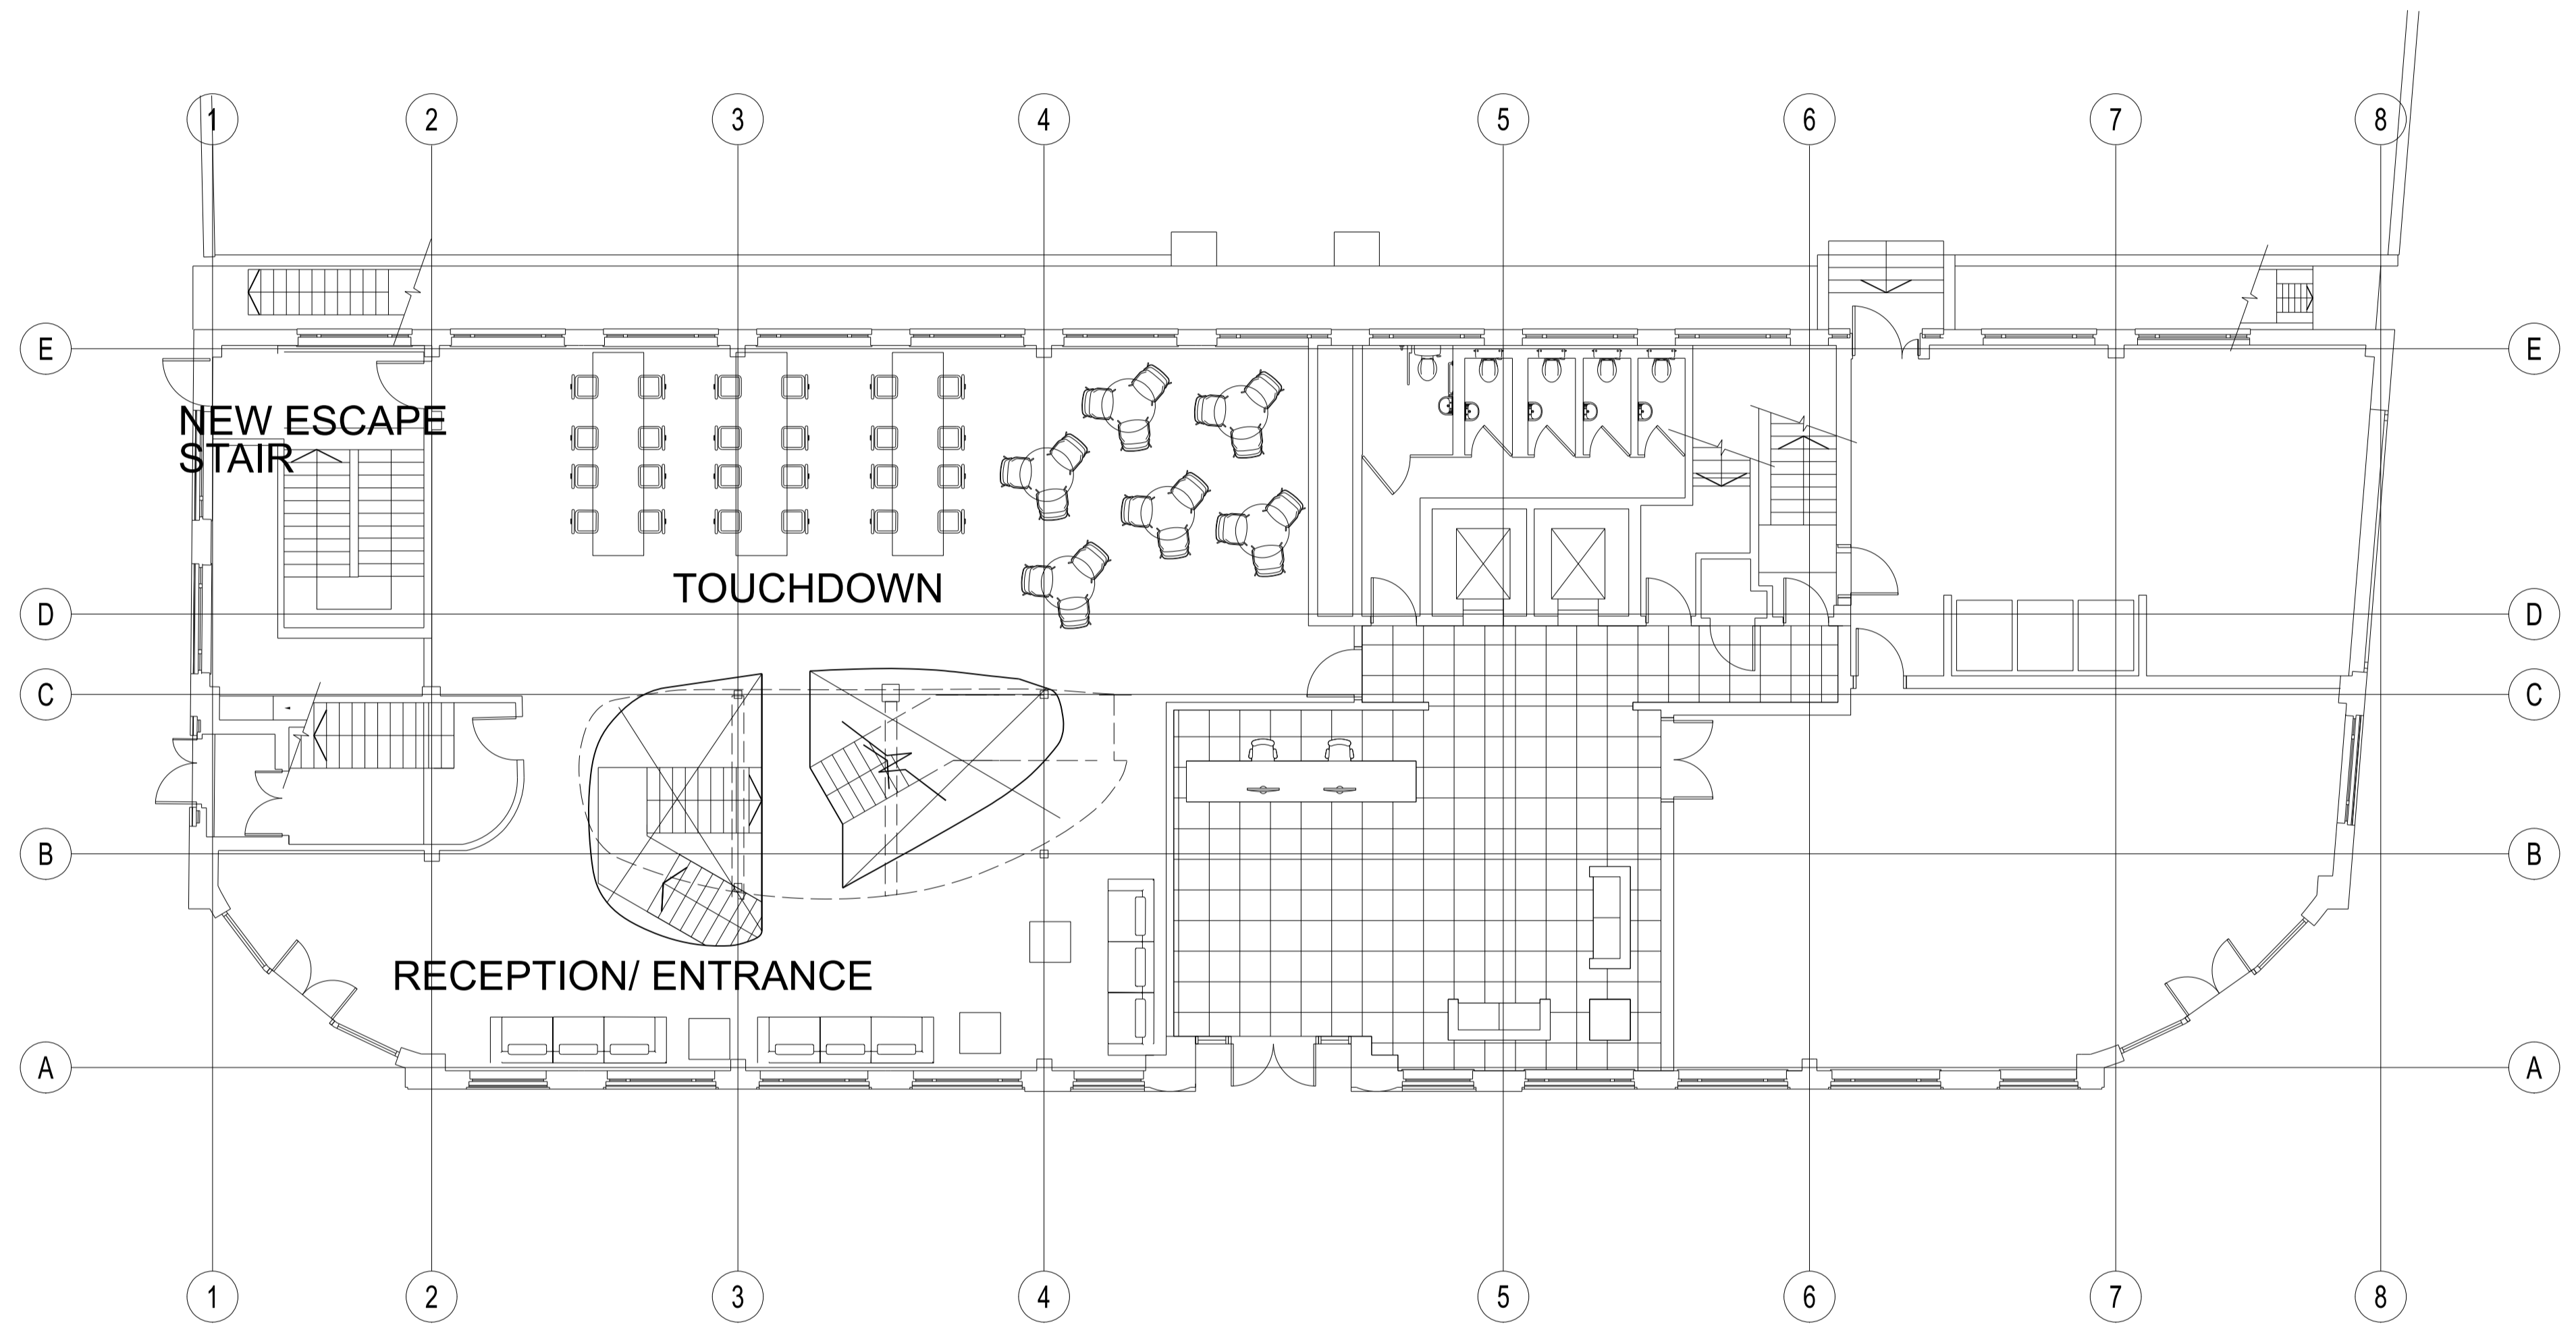 1 2 3 4 5 6 7 8
E E
NEW ESCAPE
STAIR
TOUCHDOWN
D D
C C
B B
RECEPTION/ ENTRANCE
A A
1 2 3 4 5 6 7 8